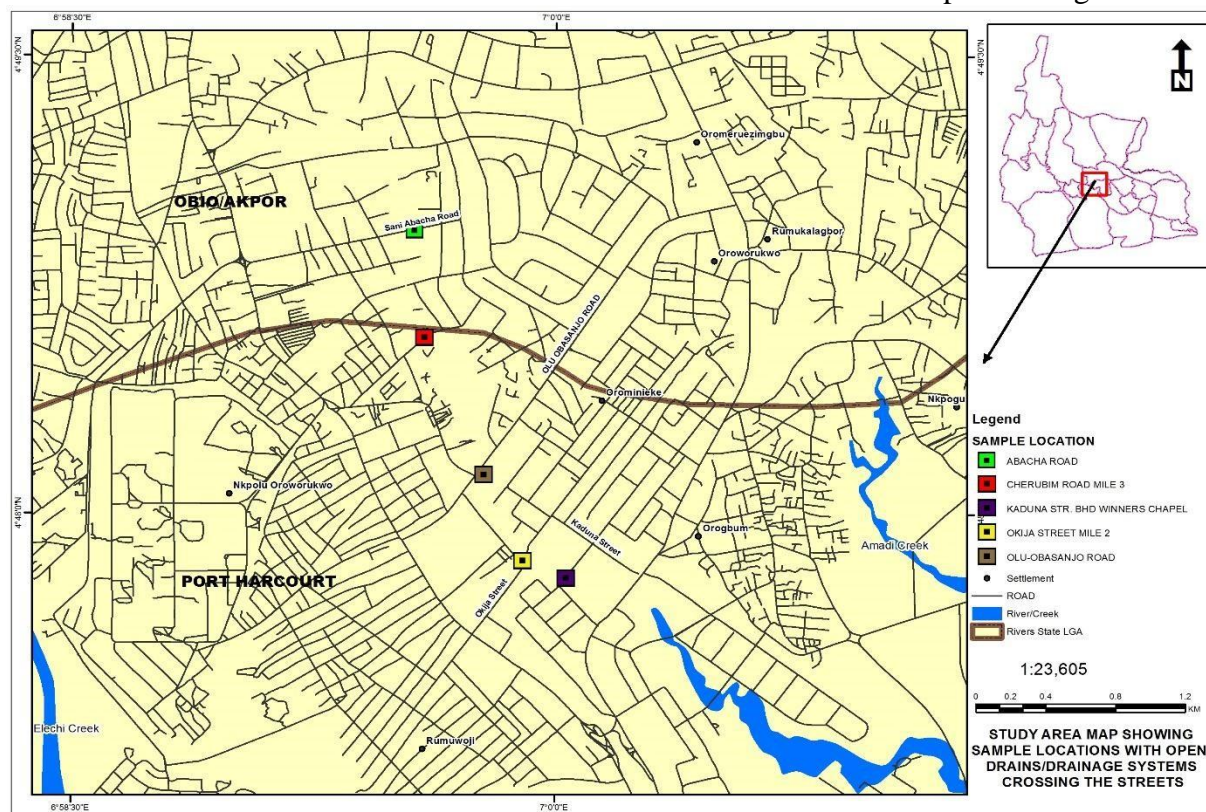 6°58'30"E
7°0'0"E
4°49'30"N
4°49'30"N
N
Oromeruezimgbu
OBIO/AKPOR
Sani Abacha Road
Rumukalagbor
Oroworukwo
OLU OBASANJO ROAD
Orominieke
Nkpogu
Nkpolu Oroworukwo
4°48'0"N
Kaduna Street
Orogbum
Amadi Creek
PORT HARCOURT
Okija Street
Elechi Creek
Rumuwoji
6°58'30"E
7°0'0"E
Legend
SAMPLE LOCATION
ABACHA ROAD
CHERUBIM ROAD MILE 3
KADUNA STR. BHD WINNERS CHAPEL
OKIJA STREET MILE 2
OLU-OBASANJO ROAD
Settlement
ROAD
River/Creek
Rivers State LGA
1:23,605
0 0.2 0.4 0.8 1.2
KM
STUDY AREA MAP SHOWING
SAMPLE LOCATIONS WITH OPEN
DRAINS/DRAINAGE SYSTEMS
CROSSING THE STREETS